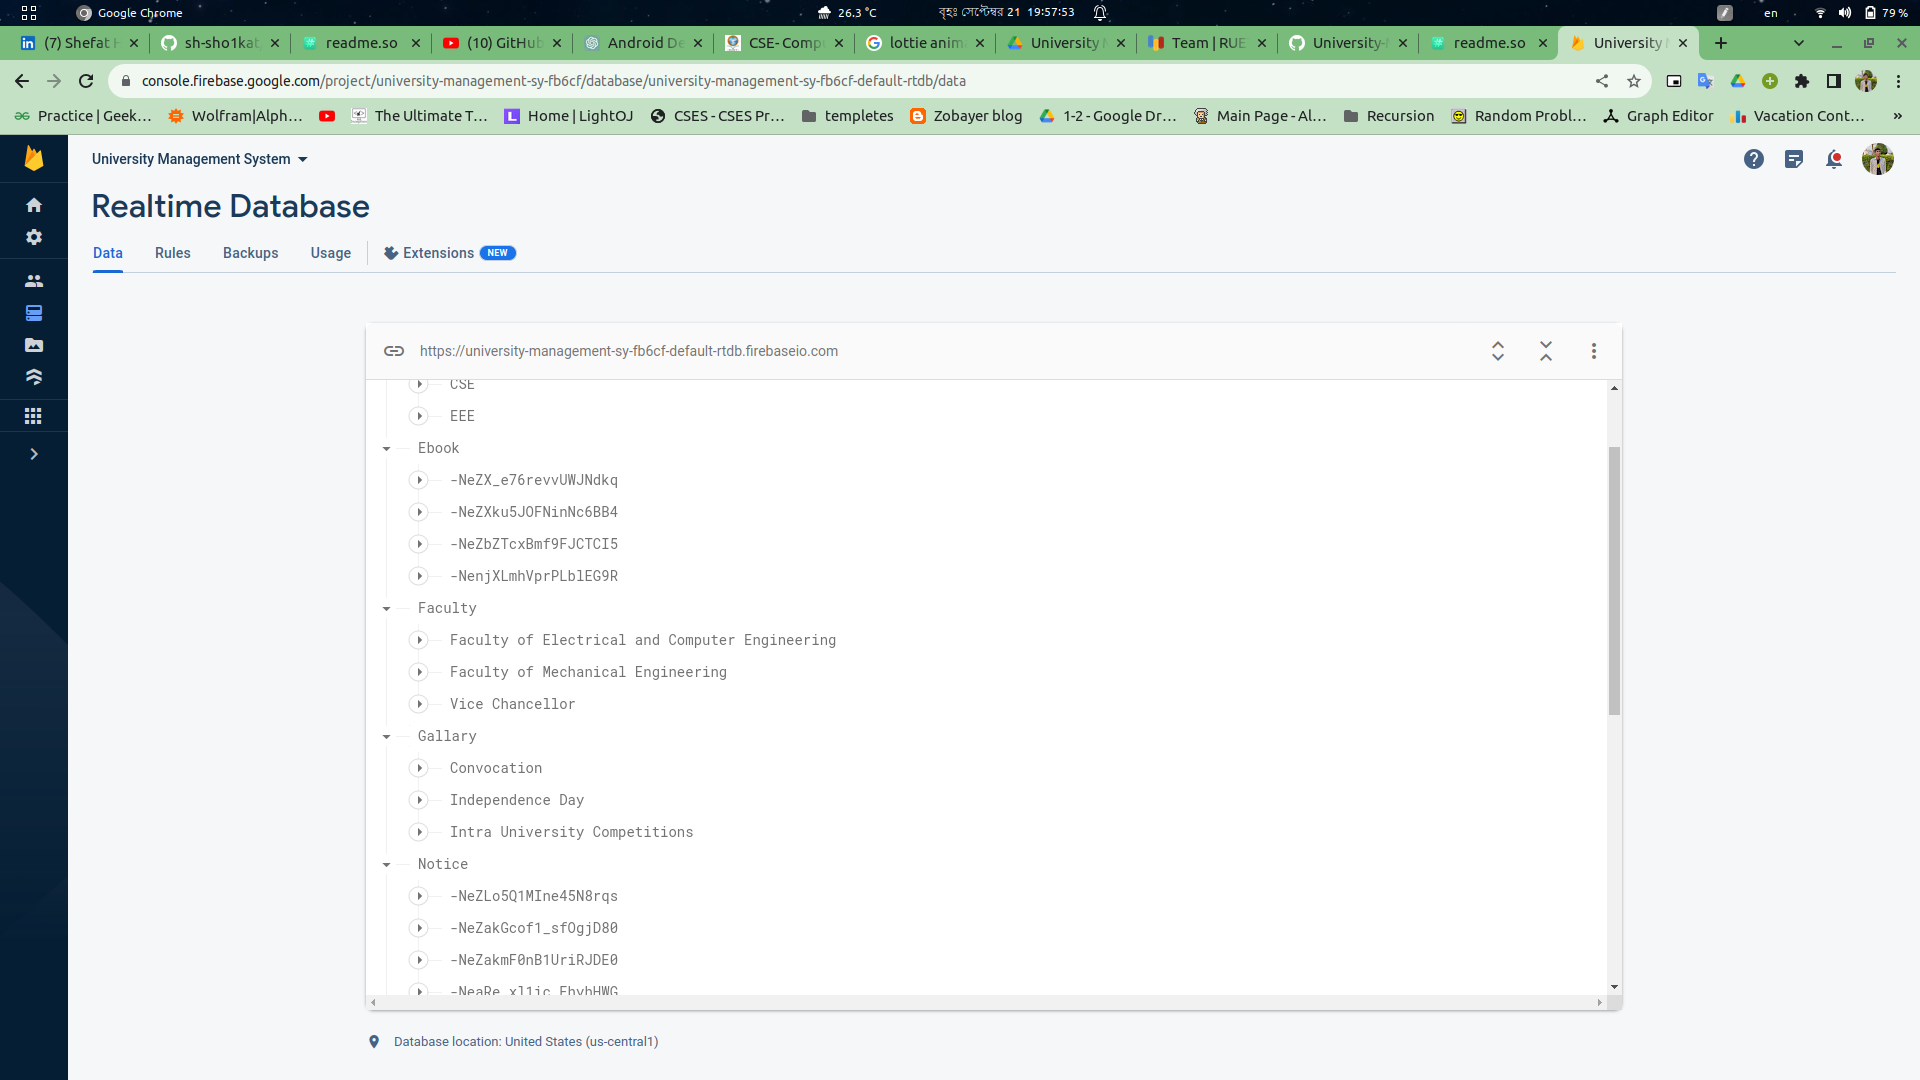 Google Chrome
26.3 °C
বৃহঃ সেপ্টেম্বর 21 19:57:53
en
79 %
(7) Shefat H
sh-sho1kat
readme.so
(10) GitHub
Android De
CSE- Compu
lottie anim
University M
Team | RUE
University-
readme.so
University M
console.firebase.google.com/project/university-management-sy-fb6cf/database/university-management-sy-fb6cf-default-rtdb/data
Practice | Geek...
Wolfram|Alph...
The Ultimate T...
Home | LightOJ
CSES - CSES Pr...
templetes
Zobayer blog
1-2 - Google Dr...
Main Page - Al...
Recursion
Random Probl...
Graph Editor
Vacation Cont...
»
University Management System
Realtime Database
Data
Rules
Backups
Usage
Extensions
NEW
https://university-management-sy-fb6cf-default-rtdb.firebaseio.com
CSE
EEE
Ebook
-NeZX_e76revvUWJNdkq
-NeZXku5JOFNinNc6BB4
-NeZbZTcxBmf9FJCTCI5
-NenjXLmhVprPLblEG9R
Faculty
Faculty of Electrical and Computer Engineering
Faculty of Mechanical Engineering
Vice Chancellor
Gallary
Convocation
Independence Day
Intra University Competitions
Notice
-NeZLo5Q1MIne45N8rqs
-NeZakGcof1_sfOgjD80
-NeZakmF0nB1UriRJDE0
Database location: United States (us-central1)